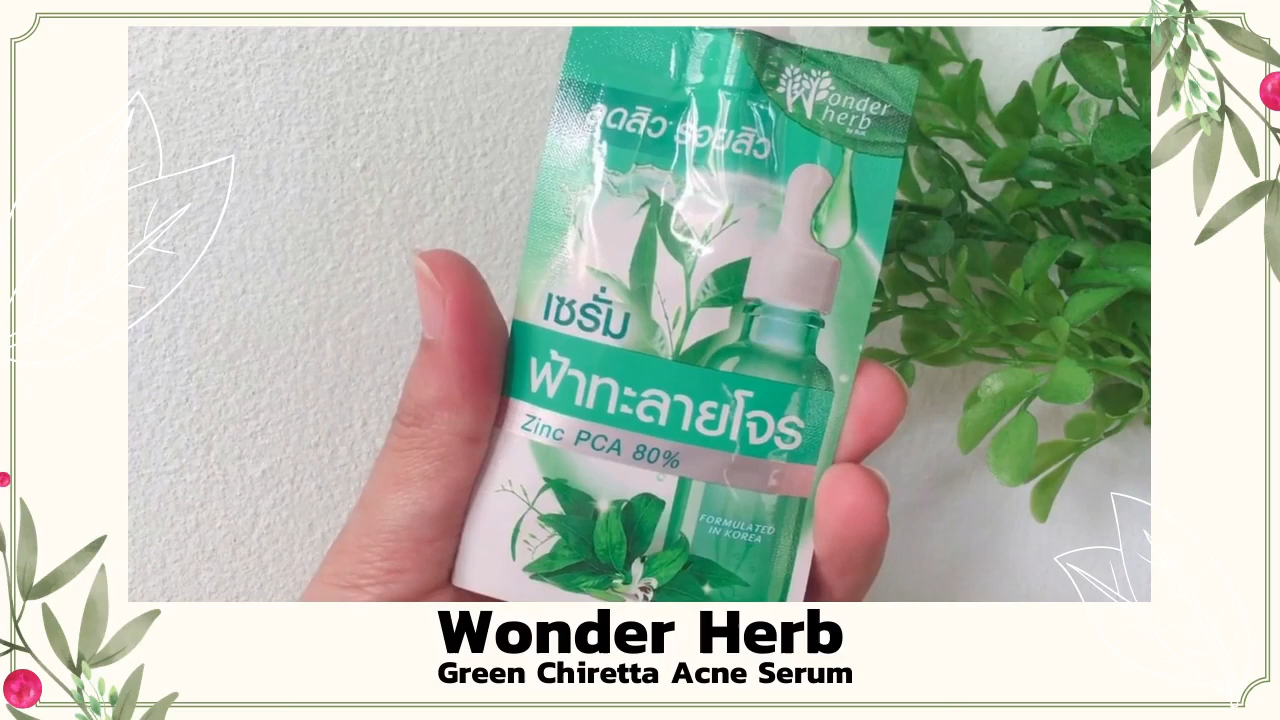 Wonder
herb
ลดสิว รอยสิว
เซรั่ม
ฟ้าทะลายโจร
Zinc PCA 80%
FORMULATED
IN KOREA
Wonder Herb
Green Chiretta Acne Serum